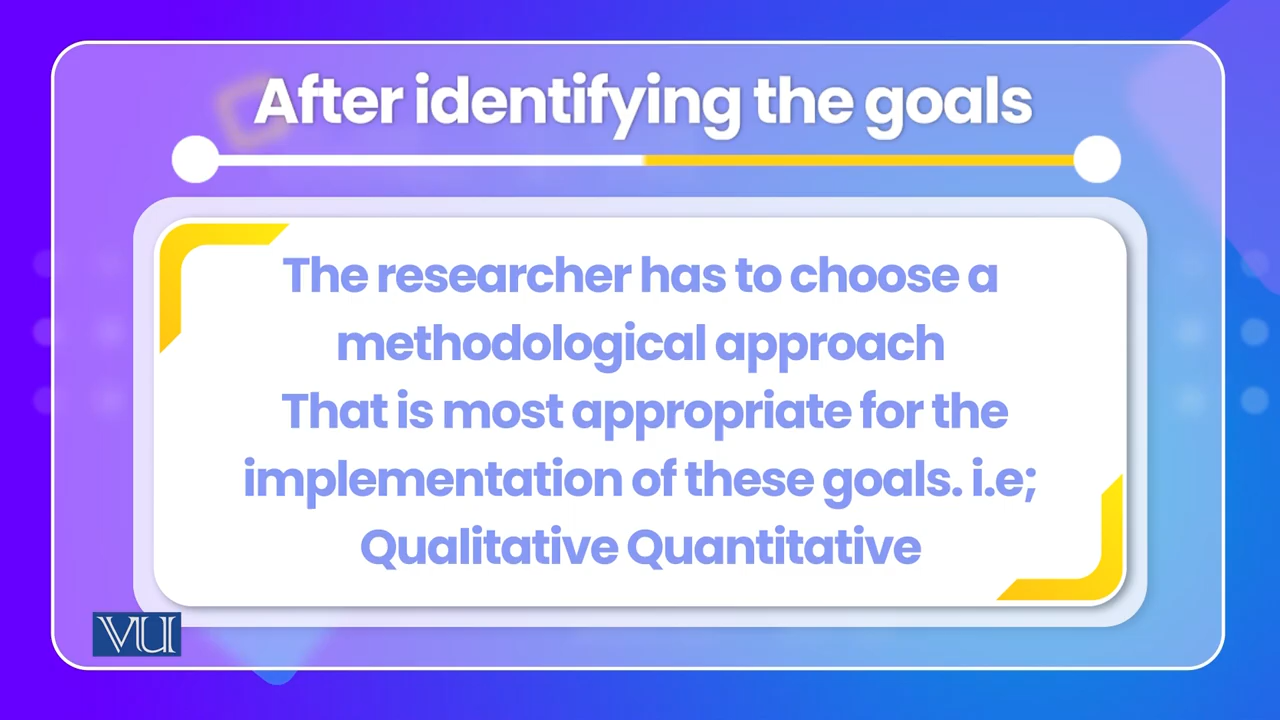 After identifying the goals
The researcher has to choose a
methodological approach
That is most appropriate for the
implementation of these goals. i.e;
Qualitative Quantitative
VU